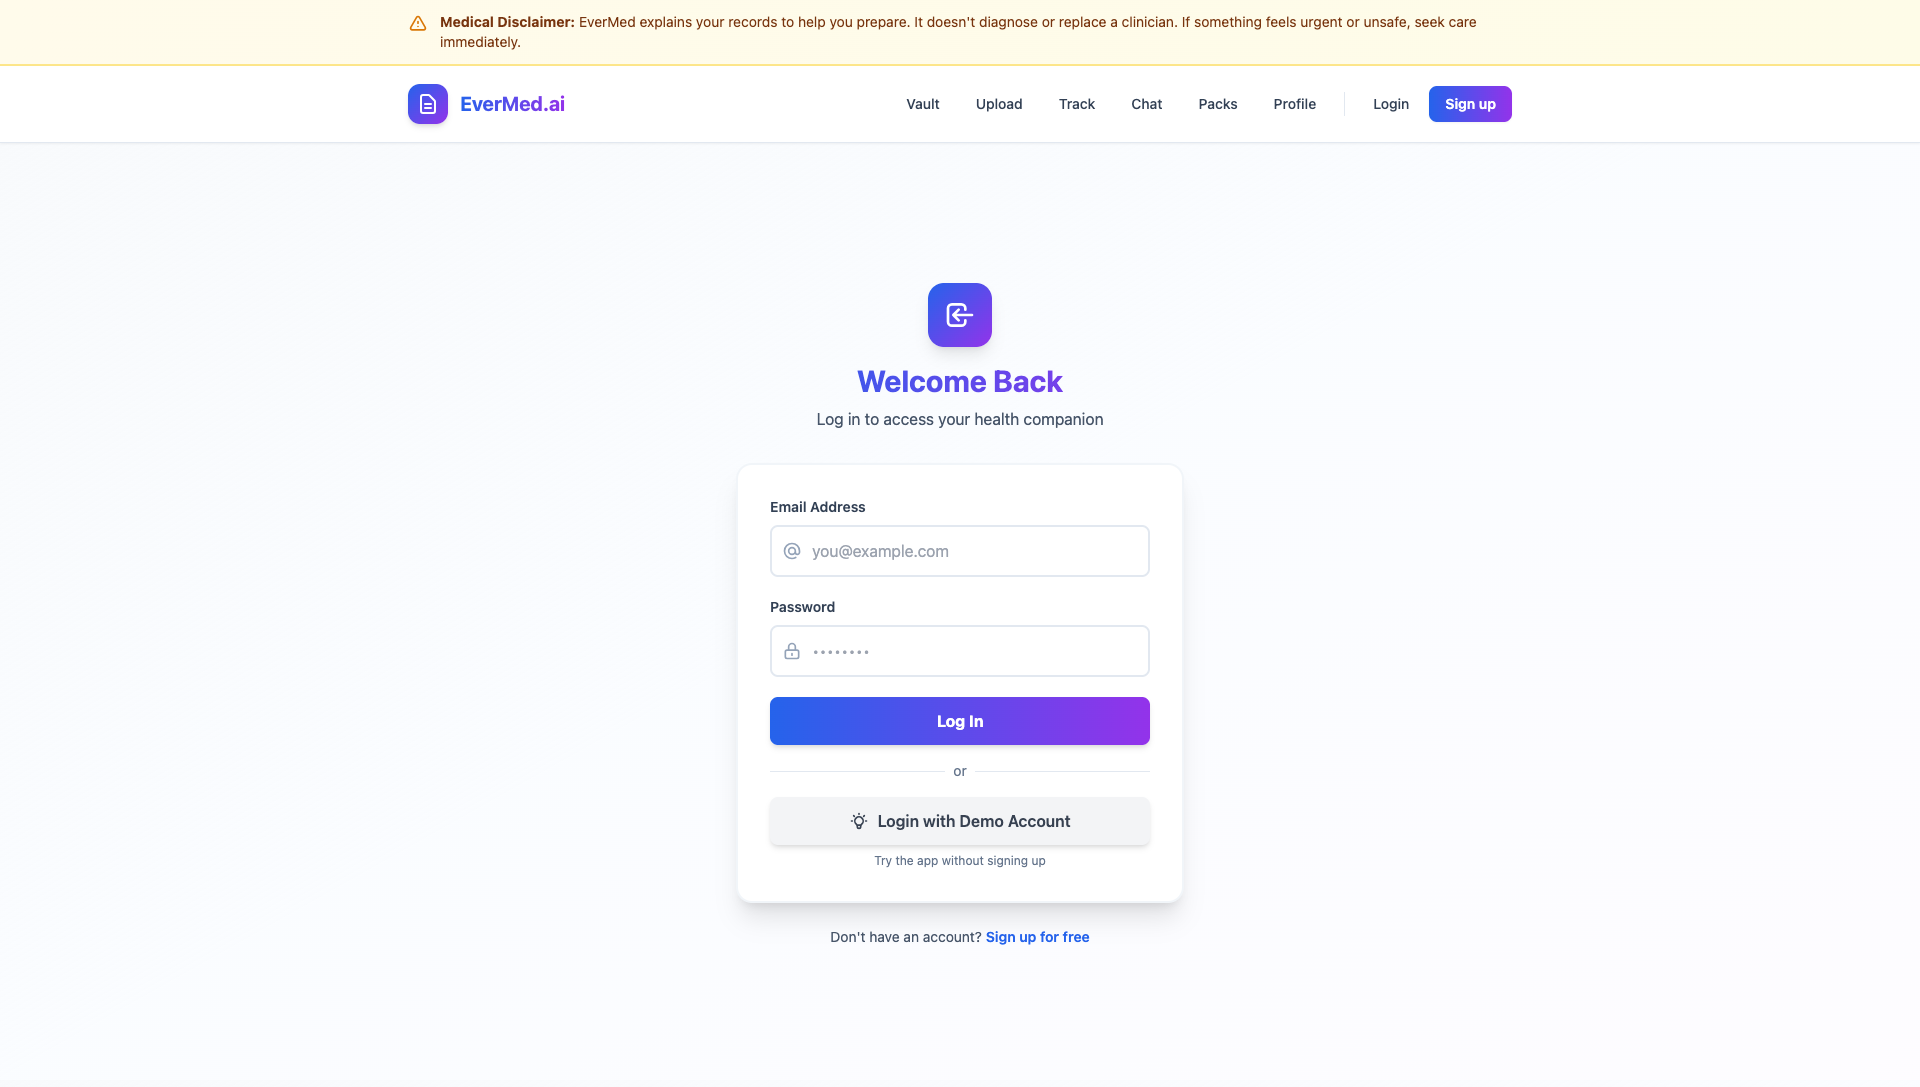 Medical Disclaimer: EverMed explains your records to help you prepare. It doesn't diagnose or replace a clinician. If something feels urgent or unsafe, seek care
immediately.
EverMed.ai
Vault
Upload
Track
Chat
Packs
Profile
Login
Sign up
Welcome Back
Log in to access your health companion
Email Address
you@example.com
Password
••••••••
Log In
or
Login with Demo Account
Try the app without signing up
Don't have an account? Sign up for free